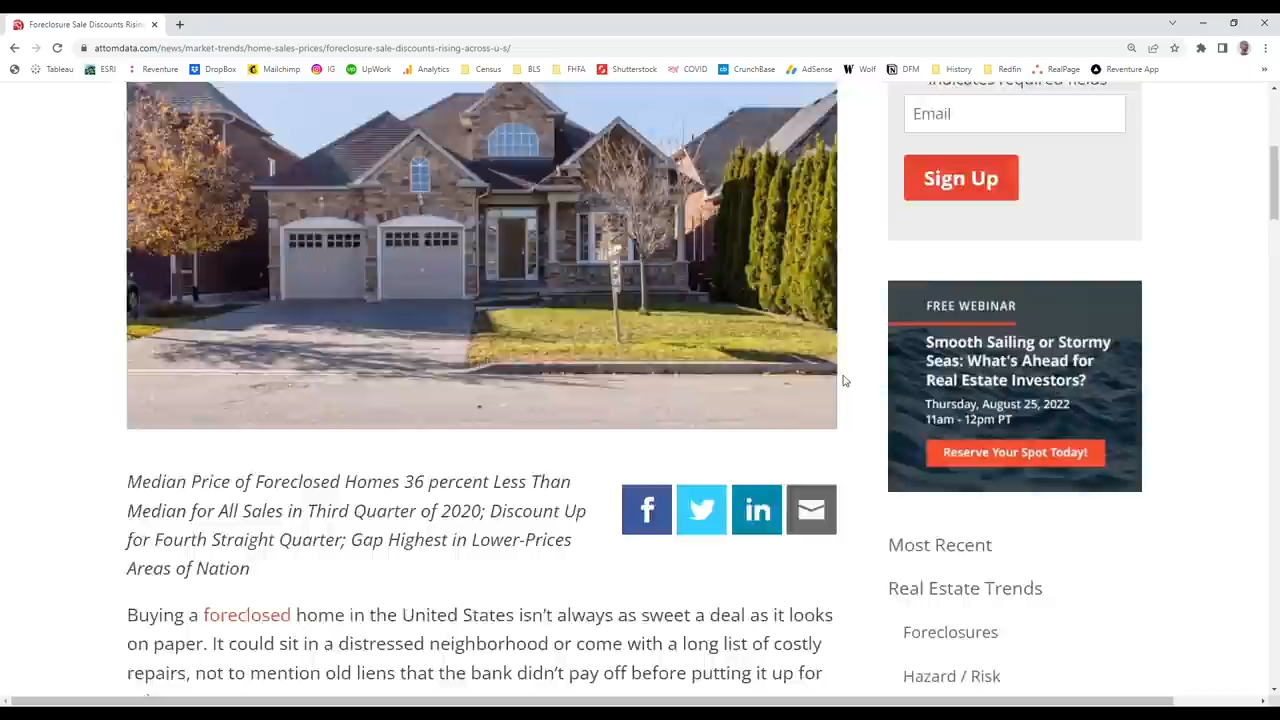 Foreclosure Sale Discounts Rising
attomdata.com/news/market-trends/home-sales-prices/foreclosure-sale-discounts-rising-across-u-s/
Tableau ESRI Reventure DropBox Mailchimp IG UpWork Analytics Census BLS FHFA Shutterstock COVID CrunchBase AdSense Wolf DFM History Redfin RealPage Reventure App
indicates required fields
Email
Sign Up
FREE WEBINAR
Smooth Sailing or Stormy
Seas: What's Ahead for
Real Estate Investors?
Thursday, August 25, 2022
11am - 12pm PT
Reserve Your Spot Today!
Median Price of Foreclosed Homes 36 percent Less Than
Median for All Sales in Third Quarter of 2020; Discount Up
for Fourth Straight Quarter; Gap Highest in Lower-Prices
Areas of Nation
Buying a foreclosed home in the United States isn't always as sweet a deal as it looks
on paper. It could sit in a distressed neighborhood or come with a long list of costly
repairs, not to mention old liens that the bank didn't pay off before putting it up for
Most Recent
Real Estate Trends
Foreclosures
Hazard / Risk